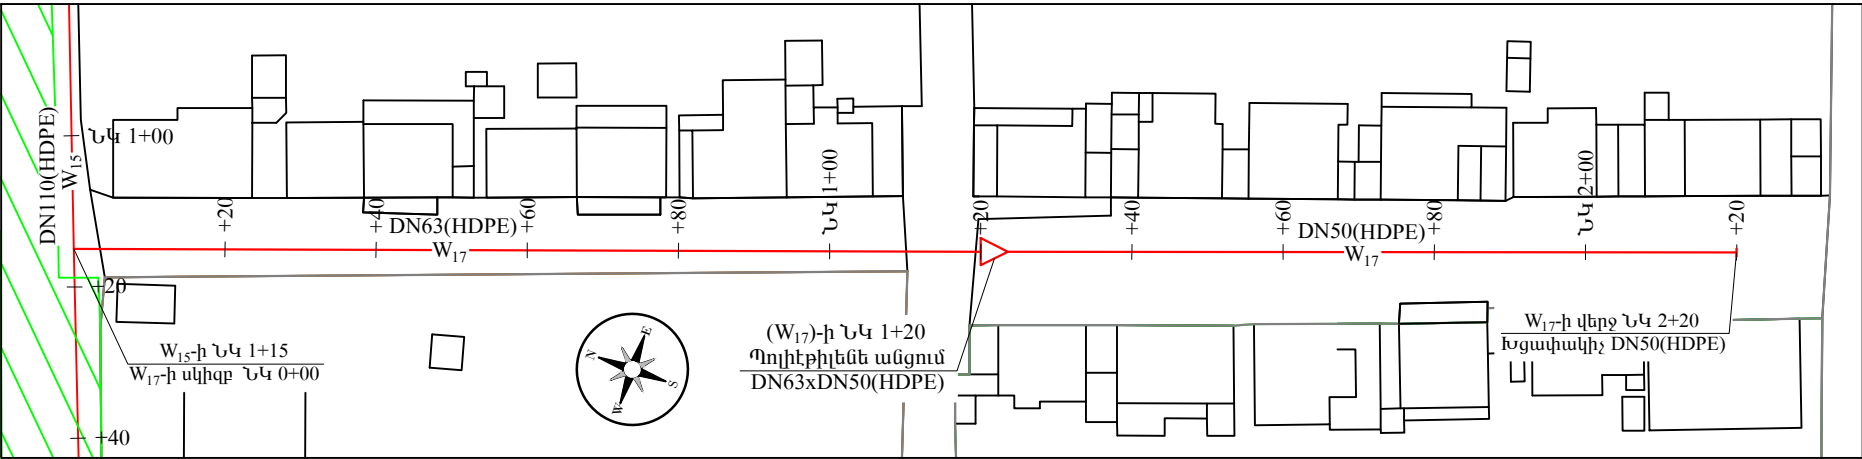 DN110(HDPE)
W15
ՆԿ 1+00
+20
+40
+20
+40
DN63(HDPE)
W17
+60
+80
ՆԿ 1+00
+20
+40
+60
DN50(HDPE)
W17
+80
ՆԿ 2+00
+20
W15-ի ՆԿ 1+15
W17-ի սկիզբ ՆԿ 0+00
N
E
S
W
(W17)-ի ՆԿ 1+20
Պոլիէթիլենե անցում
DN63xDN50(HDPE)
W17-ի վերջ ՆԿ 2+20
Խցափակիչ DN50(HDPE)